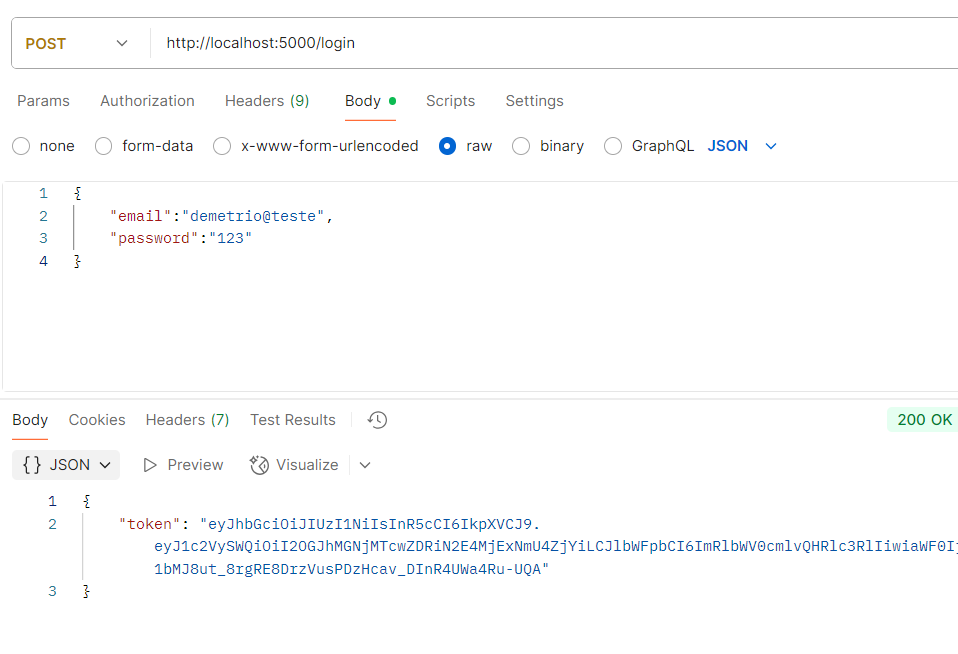 POST http://localhost:5000/login
Params Authorization Headers (9) Body Scripts Settings
none form-data x-www-form-urlencoded raw binary GraphQL JSON
1 {
2 "email":"demetrio@teste",
3 "password":"123"
4 }
Body Cookies Headers (7) Test Results 200 OK
{} JSON Preview Visualize
1 {
2 "token": "eyJhbGciOiJIUzI1NiIsInR5cCI6IkpXVCJ9.
eyJ1c2VySWQiOiI2OGJhMGNjMTcwZDRiN2E4MjExNmU4ZjYiLCJlbWFpbCI6ImRlbWV0cmlvQHRlc3RlIiwiaWF0Ij
1bMJ8ut_8rgRE8DrzVusPDzHcav_DInR4UWa4Ru-UQA"
3 }